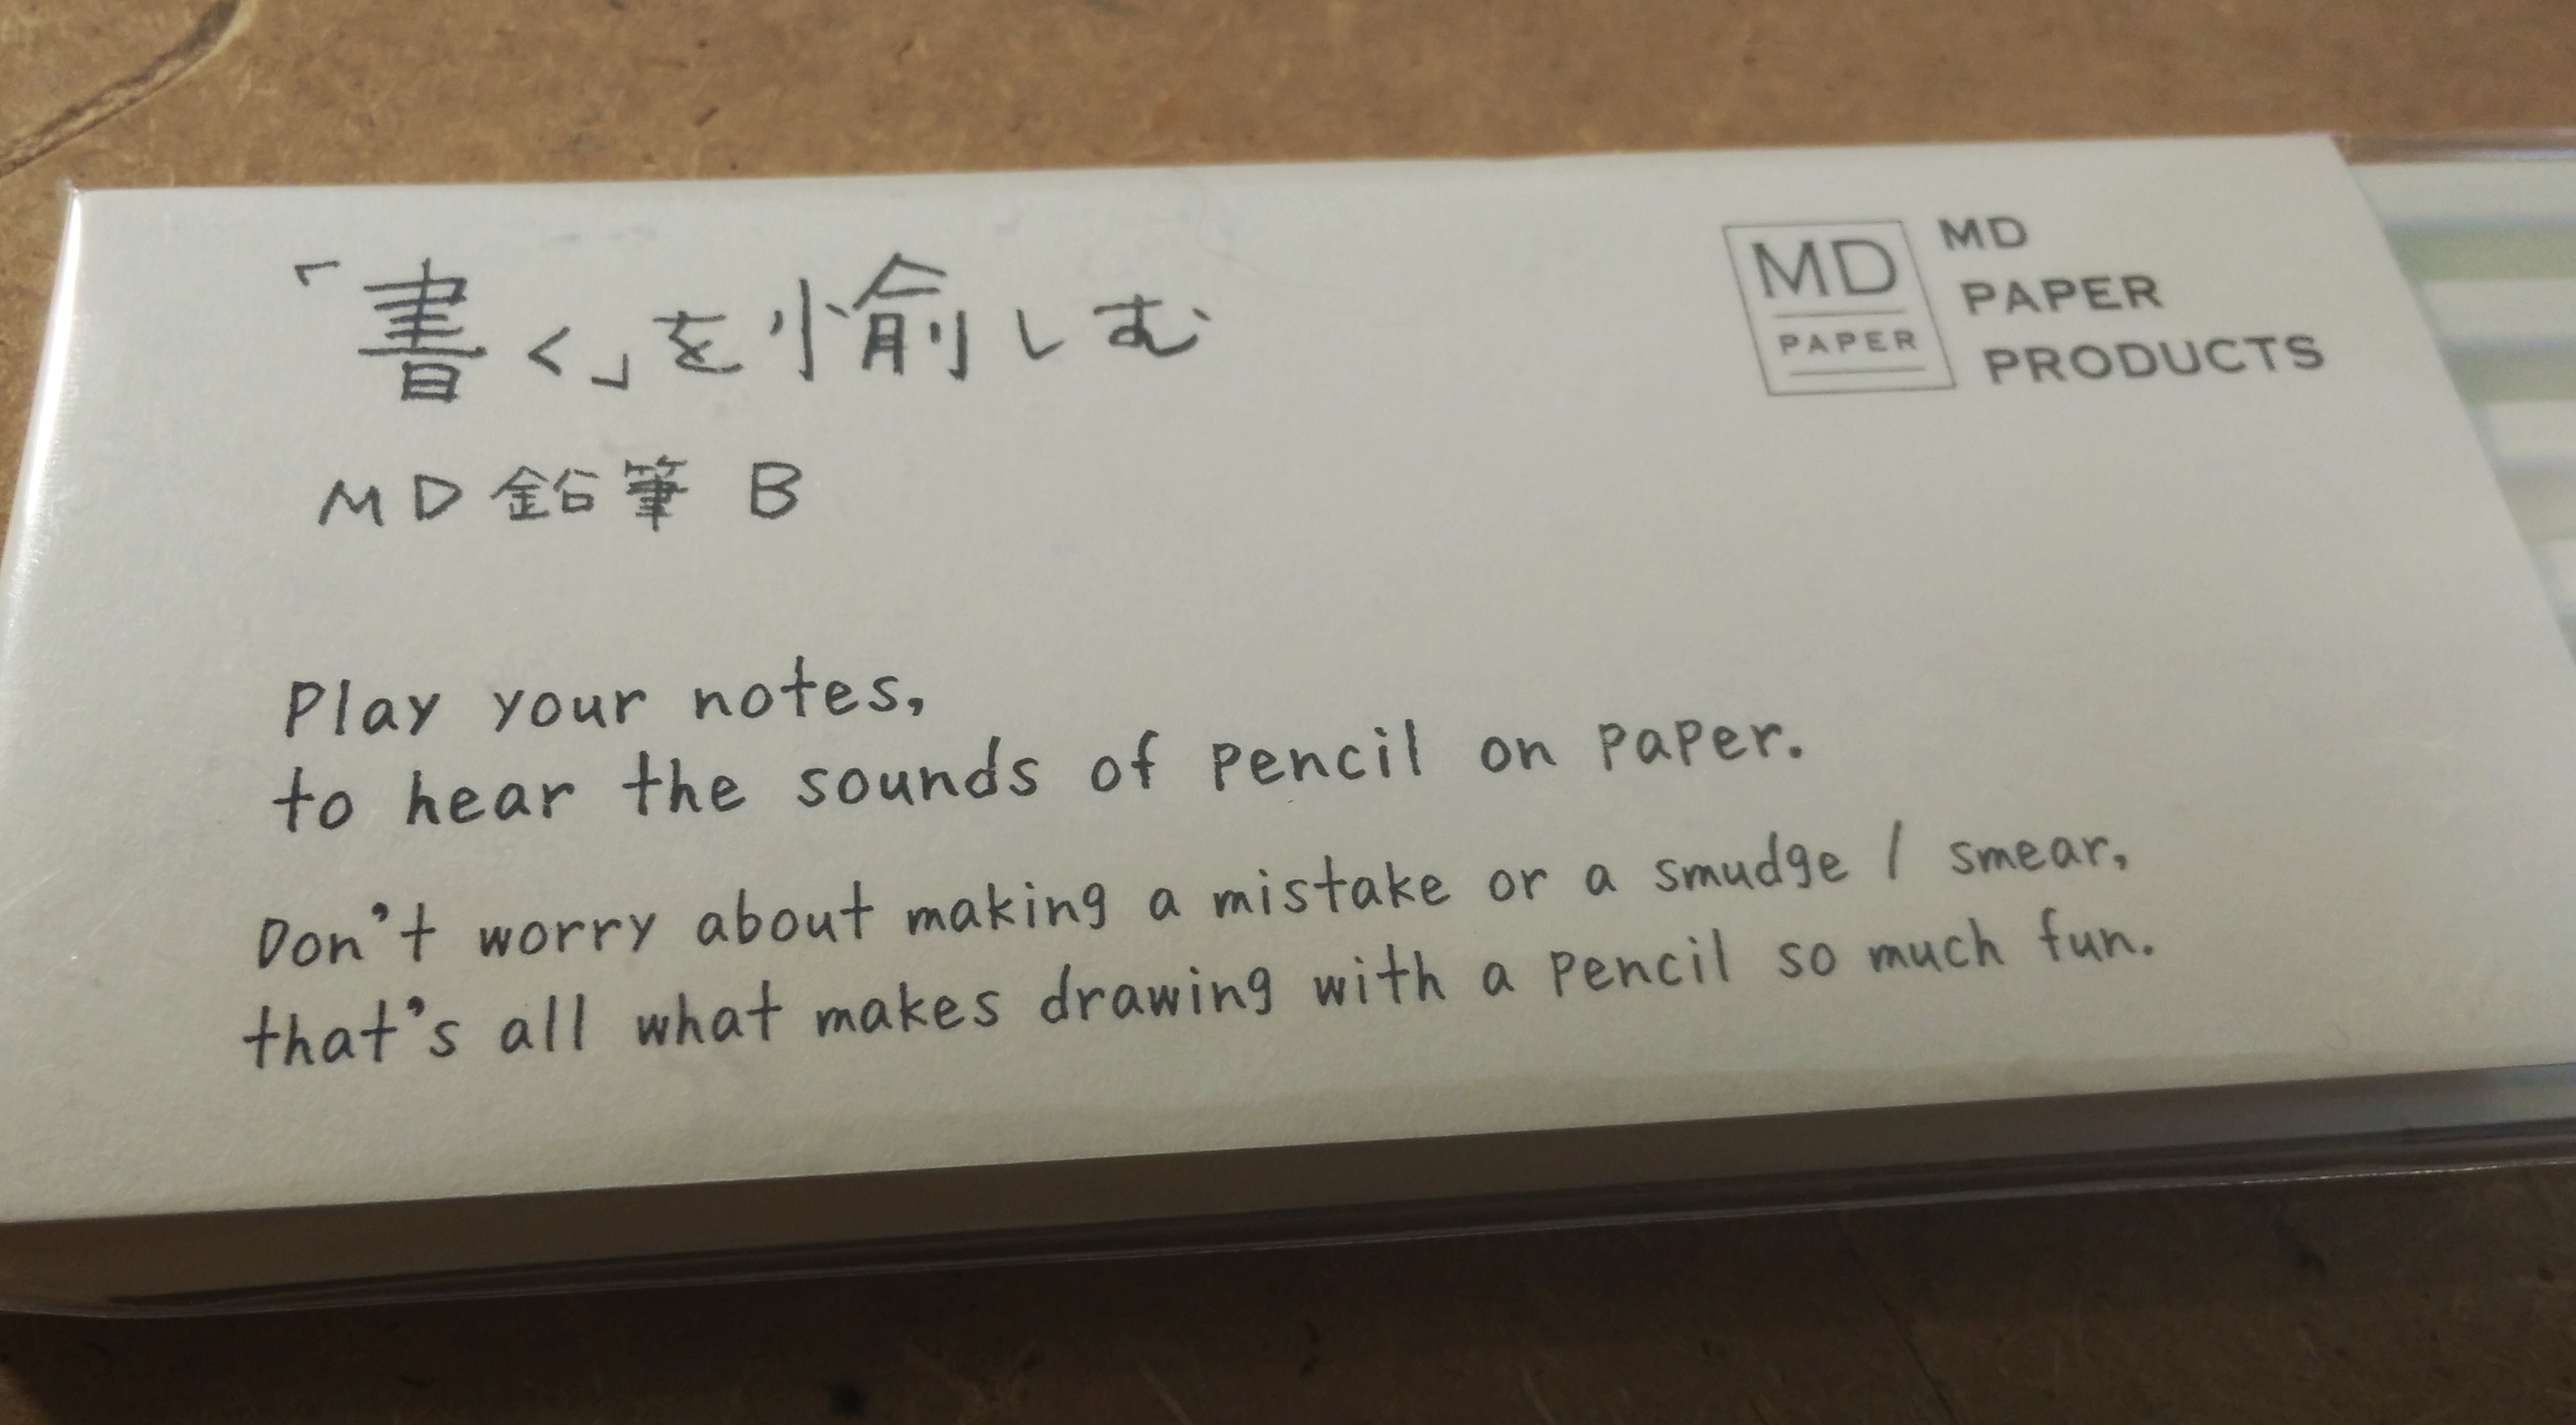 「書く」を愉しむ
MD鉛筆 B
MD
PAPER
MD
PAPER
PRODUCTS
Play your notes,
to hear the sounds of pencil on paper.
Don't worry about making a mistake or a smudge / smear,
that's all what makes drawing with a pencil so much fun.